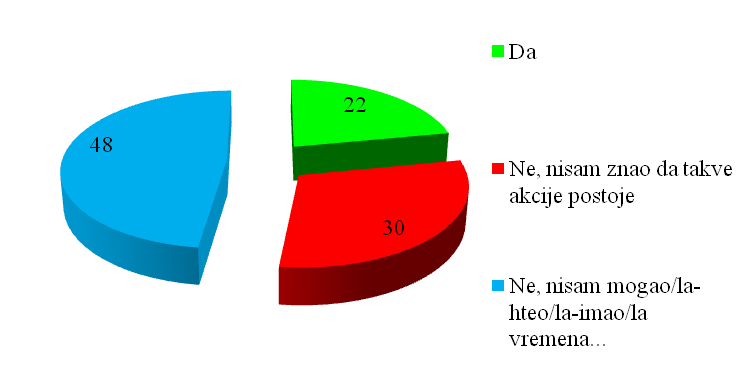 22
48
30
Da
Ne, nisam znao da takve
akcije postoje
Ne, nisam mogao/la-
hteo/la-imao/la
vremena...